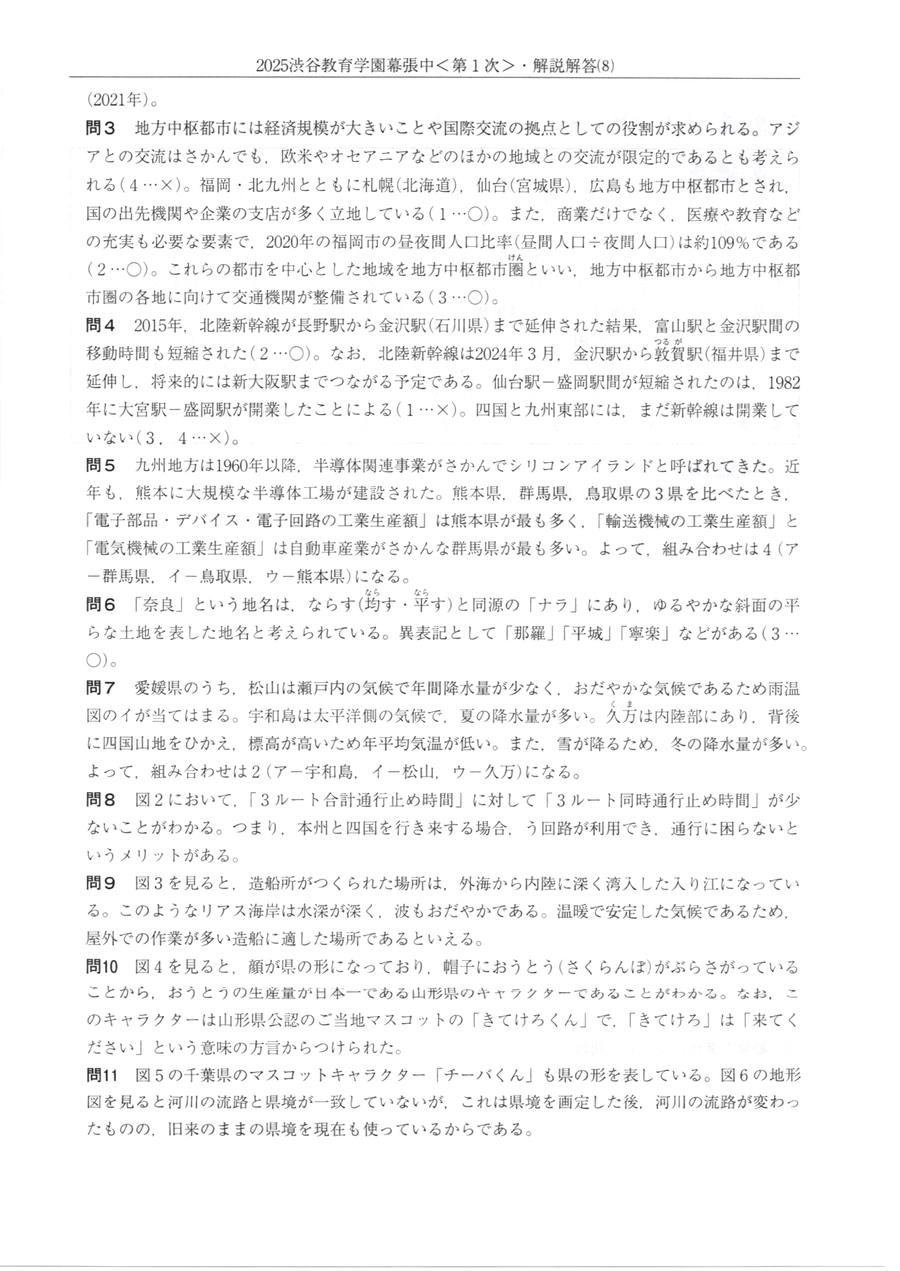 2025渋谷教育学園幕張中＜第１次＞・解説解答(8)
(2021年)。
問３　地方中枢都市には経済規模が大きいことや国際交流の拠点としての役割が求められる。アジ
アとの交流はさかんでも，欧米やオセアニアなどのほかの地域との交流が限定的であるとも考えら
れる(４…×)。福岡・北九州とともに札幌(北海道)，仙台(宮城県)，広島も地方中枢都市とされ，
国の出先機関や企業の支店が多く立地している(１…○)。また，商業だけでなく，医療や教育など
の充実も必要な要素で，2020年の福岡市の昼夜間人口比率(昼間人口÷夜間人口)は約109％である
けん
(２…○)。これらの都市を中心とした地域を地方中枢都市圏といい，地方中枢都市から地方中枢都
市圏の各地に向けて交通機関が整備されている(３…○)。
問４　2015年，北陸新幹線が長野駅から金沢駅(石川県)まで延伸された結果，富山駅と金沢駅間の
つるが
移動時間も短縮された(２…○)。なお，北陸新幹線は2024年３月，金沢駅から敦賀駅(福井県)まで
延伸し，将来的には新大阪駅までつながる予定である。仙台駅－盛岡駅間が短縮されたのは，1982
年に大宮駅－盛岡駅が開業したことによる(１…×)。四国と九州東部には，まだ新幹線は開業して
いない(３，４…×)。
問５　九州地方は1960年以降，半導体関連事業がさかんでシリコンアイランドと呼ばれてきた。近
年も，熊本に大規模な半導体工場が建設された。熊本県，群馬県，鳥取県の３県を比べたとき，
「電子部品・デバイス・電子回路の工業生産額」は熊本県が最も多く，「輸送機械の工業生産額」と
「電気機械の工業生産額」は自動車産業がさかんな群馬県が最も多い。よって，組み合わせは４(ア
－群馬県，イ－鳥取県，ウ－熊本県)になる。
なら　なら
問６　「奈良」という地名は，ならす(均す・平す)と同源の「ナラ」にあり，ゆるやかな斜面の平
らな土地を表した地名と考えられている。異表記として「那羅」「平城」「寧楽」などがある(３…
○)。
問７　愛媛県のうち，松山は瀬戸内の気候で年間降水量が少なく，おだやかな気候であるため雨温
くま
図のイが当てはまる。宇和島は太平洋側の気候で，夏の降水量が多い。久万は内陸部にあり，背後
に四国山地をひかえ，標高が高いため年平均気温が低い。また，雪が降るため，冬の降水量が多い。
よって，組み合わせは２(ア－宇和島，イ－松山，ウ－久万)になる。
問８　図２において，「３ルート合計通行止め時間」に対して「３ルート同時通行止め時間」が少
ないことがわかる。つまり，本州と四国を行き来する場合，う回路が利用でき，通行に困らないと
いうメリットがある。
問９　図３を見ると，造船所がつくられた場所は，外海から内陸に深く湾入した入り江になってい
る。このようなリアス海岸は水深が深く，波もおだやかである。温暖で安定した気候であるため，
屋外での作業が多い造船に適した場所であるといえる。
問10　図４を見ると，顔が県の形になっており，帽子におうとう(さくらんぼ)がぶらさがっている
ことから，おうとうの生産量が日本一である山形県のキャラクターであることがわかる。なお，こ
のキャラクターは山形県公認のご当地マスコットの「きてけろくん」で，「きてけろ」は「来てく
ださい」という意味の方言からつけられた。
問11　図５の千葉県のマスコットキャラクター「チーバくん」も県の形を表している。図６の地形
図を見ると河川の流路と県境が一致していないが，これは県境を画定した後，河川の流路が変わっ
たものの，旧来のままの県境を現在も使っているからである。